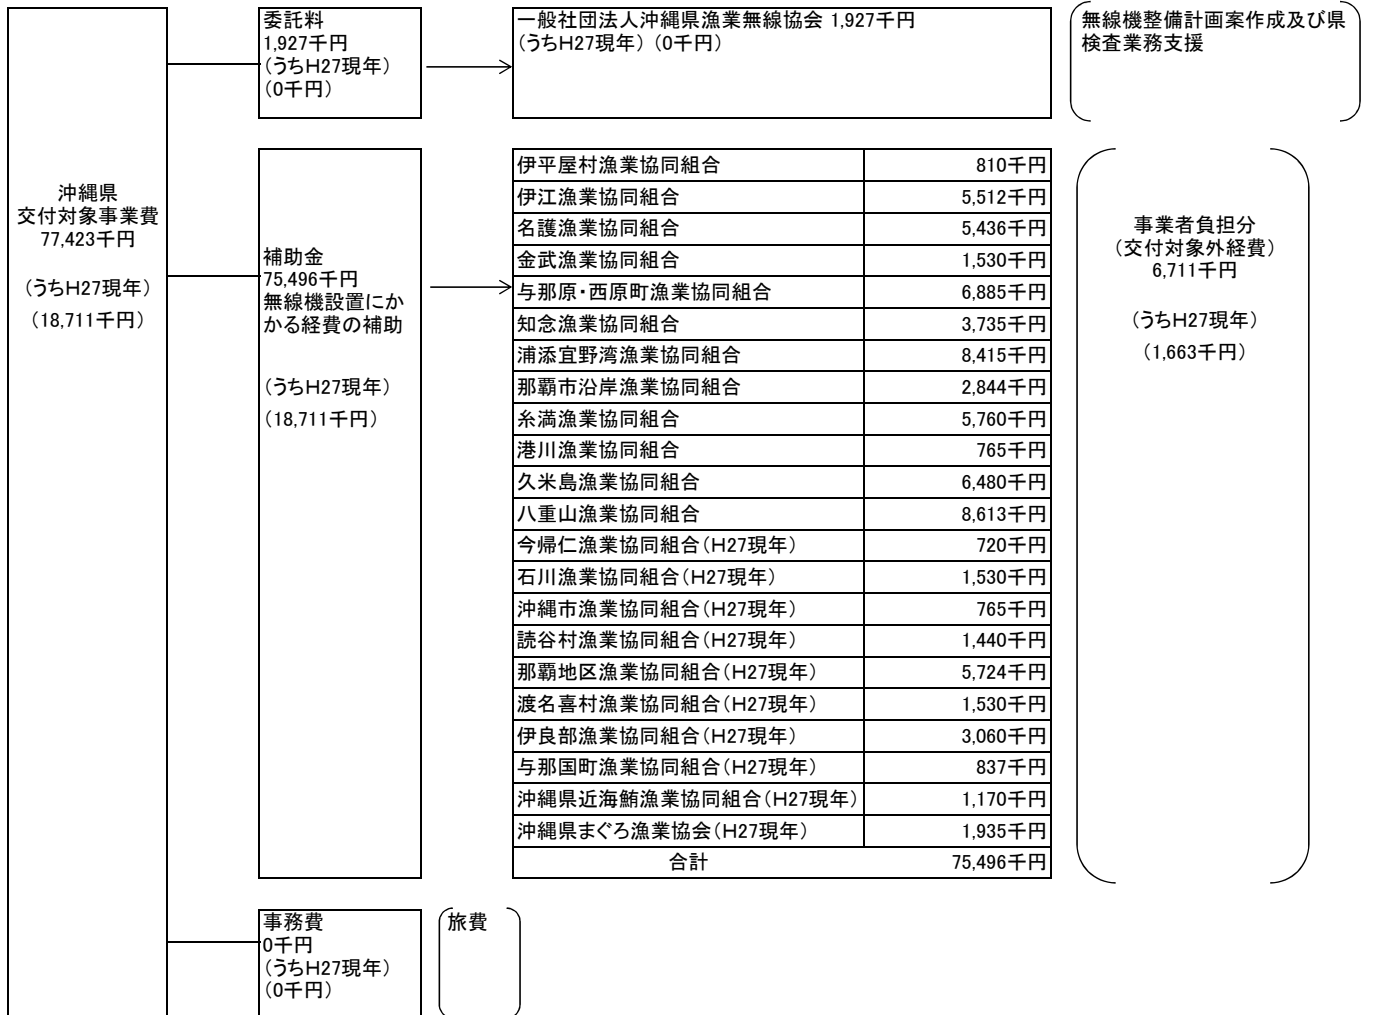 沖縄県
交付対象事業費
77,423千円
（うちH27現年）
（18,711千円）
委託料
1,927千円
（うちH27現年）
（0千円）
一般社団法人沖縄県漁業無線協会 1,927千円
（うちH27現年）（0千円）
無線機整備計画案作成及び県
検査業務支援
補助金
75,496千円
無線機設置にか
かる経費の補助
（うちH27現年）
（18,711千円）
伊平屋村漁業協同組合 810千円
伊江漁業協同組合 5,512千円
名護漁業協同組合 5,436千円
金武漁業協同組合 1,530千円
与那原・西原町漁業協同組合 6,885千円
知念漁業協同組合 3,735千円
浦添宜野湾漁業協同組合 8,415千円
那覇市沿岸漁業協同組合 2,844千円
糸満漁業協同組合 5,760千円
港川漁業協同組合 765千円
久米島漁業協同組合 6,480千円
八重山漁業協同組合 8,613千円
今帰仁漁業協同組合（H27現年） 720千円
石川漁業協同組合（H27現年） 1,530千円
沖縄市漁業協同組合（H27現年） 765千円
読谷村漁業協同組合（H27現年） 1,440千円
那覇地区漁業協同組合（H27現年） 5,724千円
渡名喜村漁業協同組合（H27現年） 1,530千円
伊良部漁業協同組合（H27現年） 3,060千円
与那国町漁業協同組合（H27現年） 837千円
沖縄県近海鮪漁業協同組合（H27現年） 1,170千円
沖縄県まぐろ漁業協会（H27現年） 1,935千円
合計 75,496千円
事業者負担分
（交付対象外経費）
6,711千円
（うちH27現年）
（1,663千円）
事務費
0千円
（うちH27現年）
（0千円）
旅費